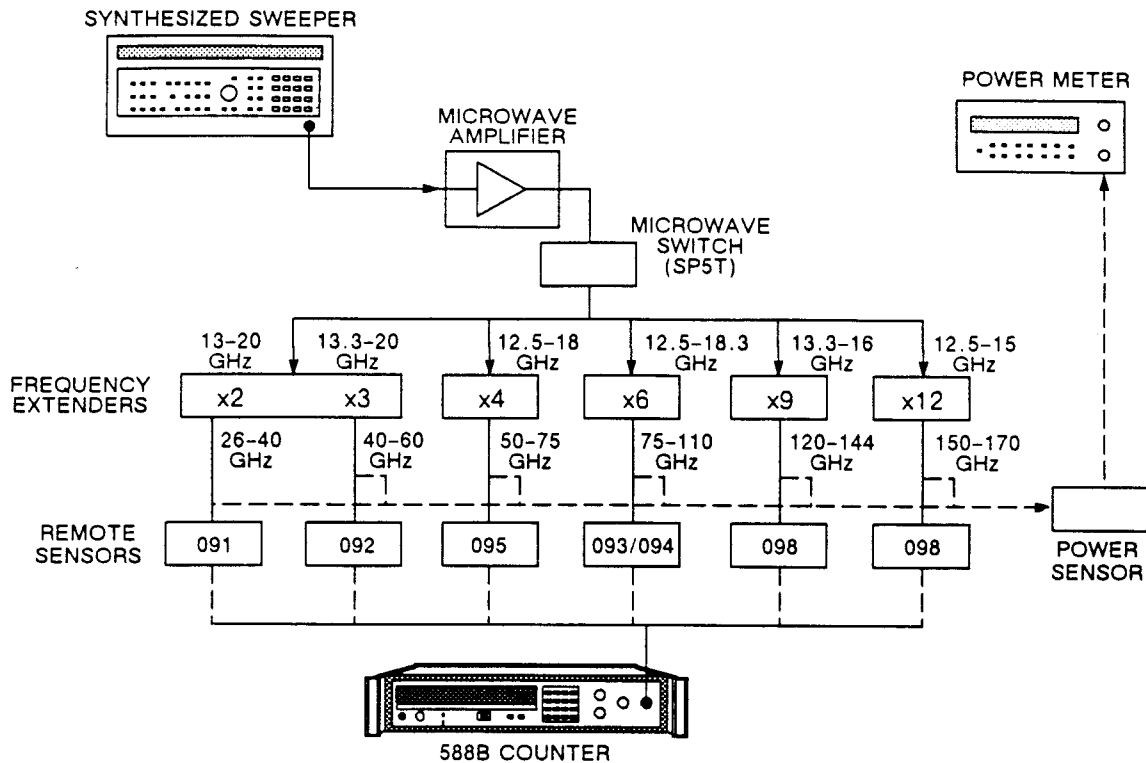 SYNTHESIZED SWEEPER
POWER METER
MICROWAVE
AMPLIFIER
MICROWAVE
SWITCH
(SP5T)
13–20
GHz
13.3–20
GHz
12.5–18
GHz
12.5–18.3
GHz
13.3–16
GHz
12.5–15
GHz
FREQUENCY
EXTENDERS
x2
x3
x4
x6
x9
x12
26–40
GHz
40–60
GHz
50–75
GHz
75–110
GHz
120–144
GHz
150–170
GHz
REMOTE
SENSORS
091
092
095
093/094
098
098
POWER
SENSOR
588B COUNTER